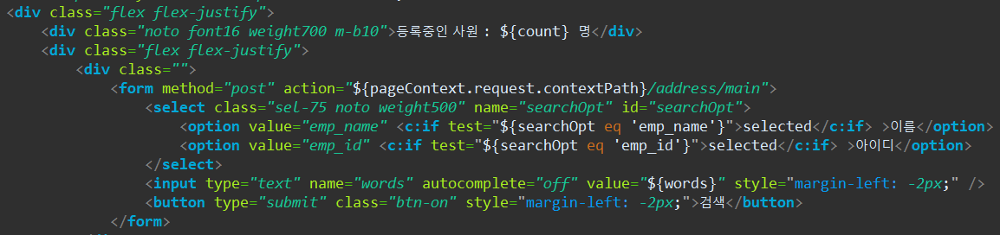 <div class="flex flex-justify">
<div class="noto font16 weight700 m-b10">등록중인 사원 : ${count} 명</div>
<div class="flex flex-justify">
<div class="">
<form method="post" action="${pageContext.request.contextPath}/address/main">
<select class="sel-75 noto weight500" name="searchOpt" id="searchOpt">
<option value="emp_name" <c:if test="${searchOpt eq 'emp_name'}">selected</c:if> >이름</option>
<option value="emp_id" <c:if test="${searchOpt eq 'emp_id'}">selected</c:if> >아이디</option>
</select>
<input type="text" name="words" autocomplete="off" value="${words}" style="margin-left: -2px;" />
<button type="submit" class="btn-on" style="margin-left: -2px;">검색</button>
</form>